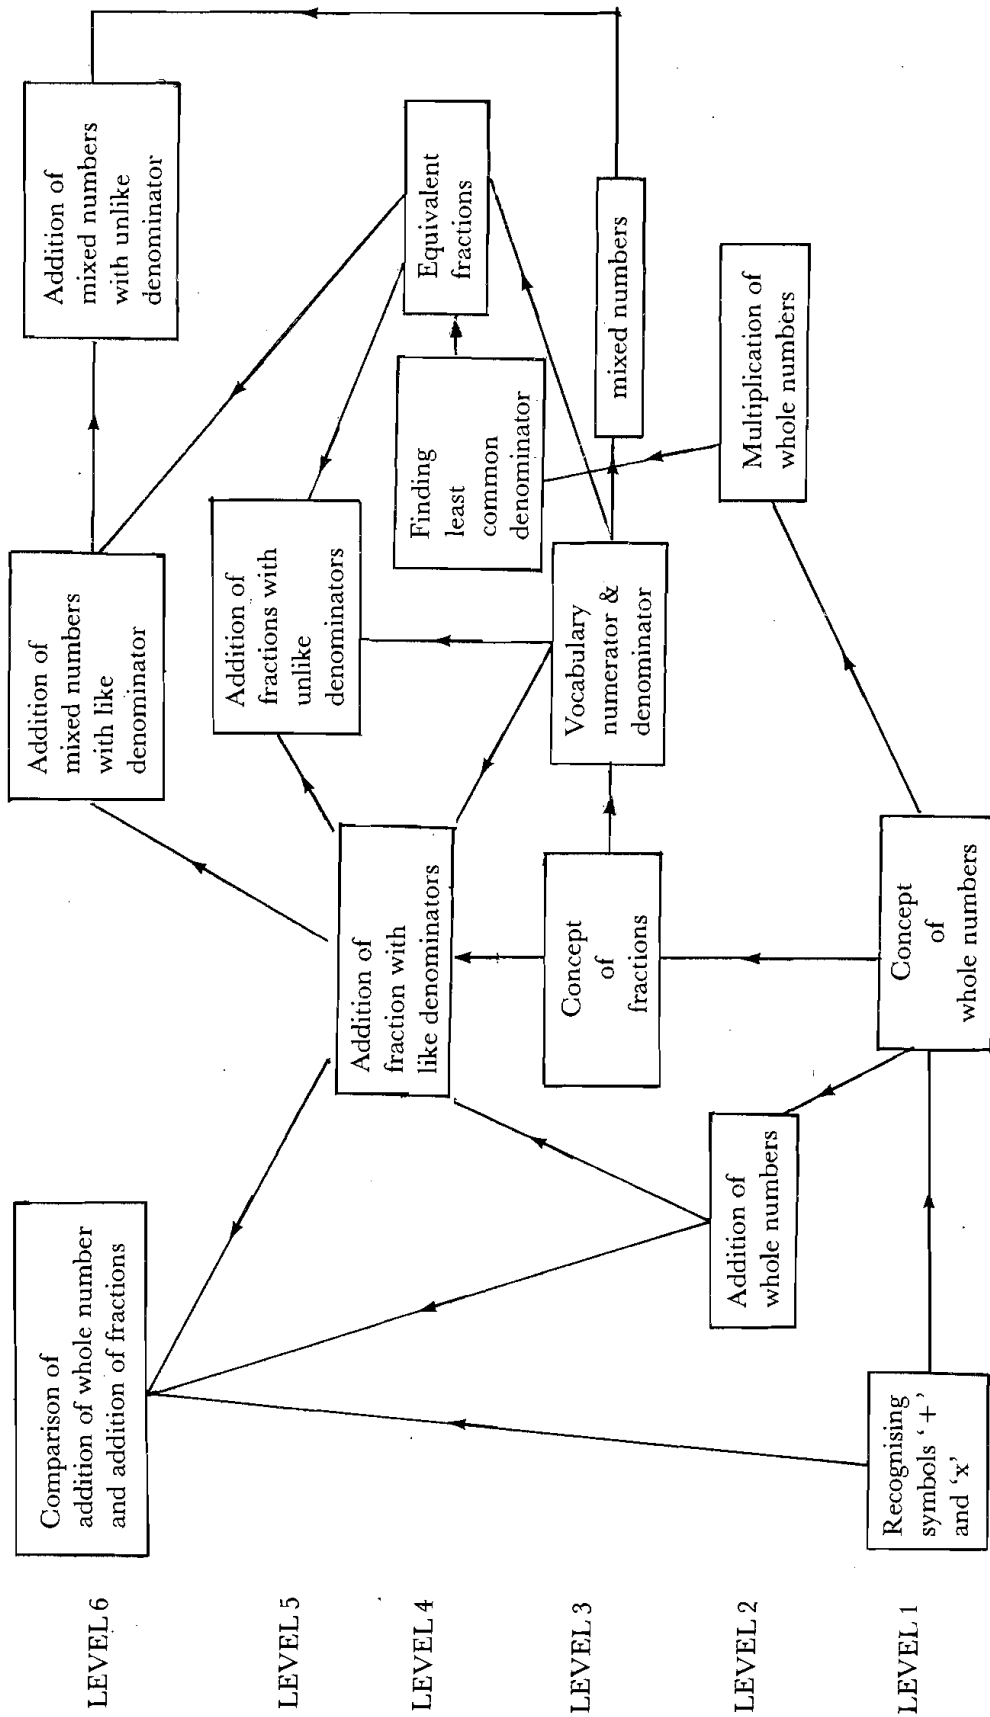 LEVEL 6
Comparison of
addition of whole number
and addition of fractions
Addition of
mixed numbers
with like
denominator
Addition of
mixed numbers
with unlike
denominator
LEVEL 5
Addition of
fractions with
unlike
denominators
LEVEL 4
Addition of
fraction with
like denominators
Finding
least
common
denominator
Equivalent
fractions
LEVEL 3
Concept
of
fractions
Vocabulary
numerator &
denominator
mixed numbers
LEVEL 2
Addition of
whole numbers
Multiplication of
whole numbers
LEVEL 1
Recognising
symbols ‘+’
and ‘x’
Concept
of
whole numbers